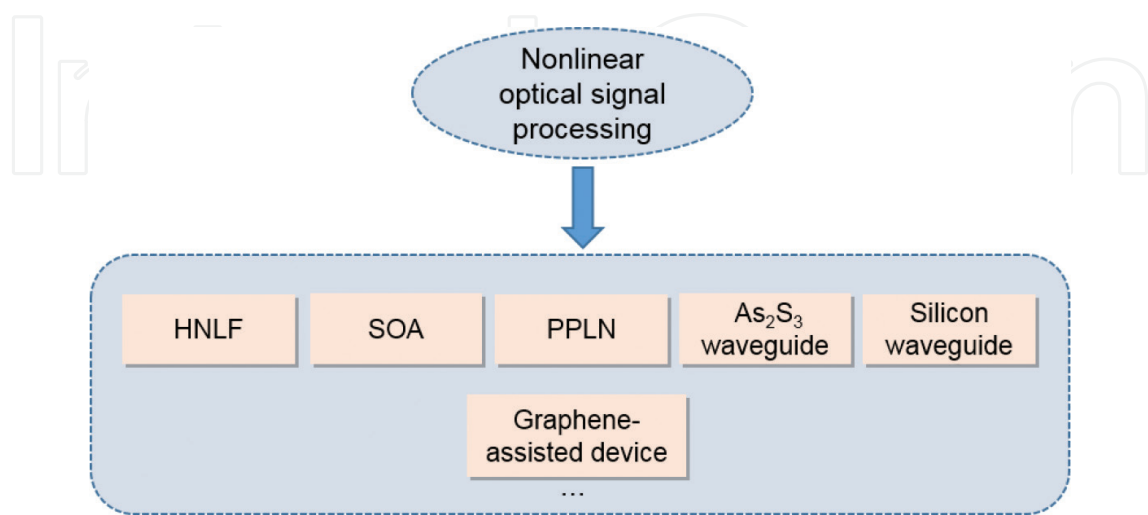 Nonlinear
optical signal
processing
HNLF
SOA
PPLN
As₂S₃
waveguide
Silicon
waveguide
Graphene-
assisted device
...